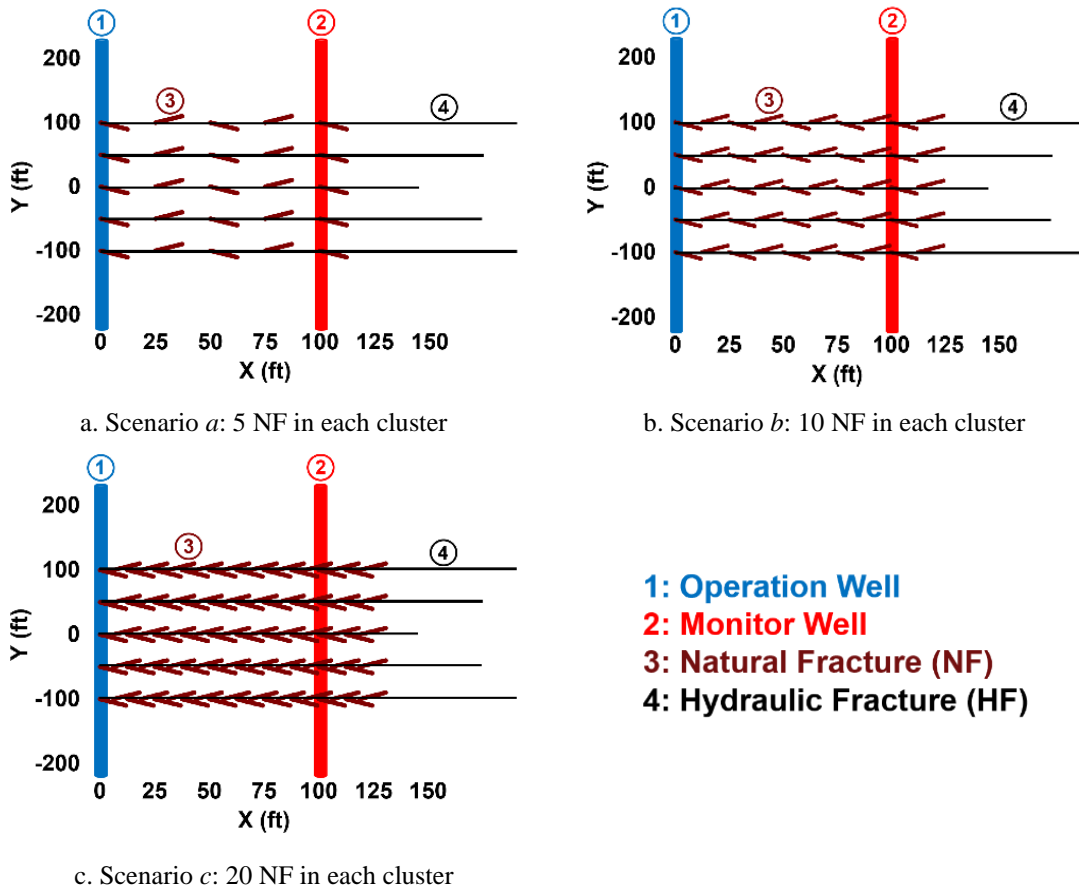 1
2
3
4
200
100
0
-100
-200
Y (ft)
0 25 50 75 100 125 150
X (ft)
a. Scenario a: 5 NF in each cluster
1
2
3
4
200
100
0
-100
-200
Y (ft)
0 25 50 75 100 125 150
X (ft)
b. Scenario b: 10 NF in each cluster
1
2
3
4
200
100
0
-100
-200
Y (ft)
0 25 50 75 100 125 150
X (ft)
c. Scenario c: 20 NF in each cluster
1: Operation Well
2: Monitor Well
3: Natural Fracture (NF)
4: Hydraulic Fracture (HF)